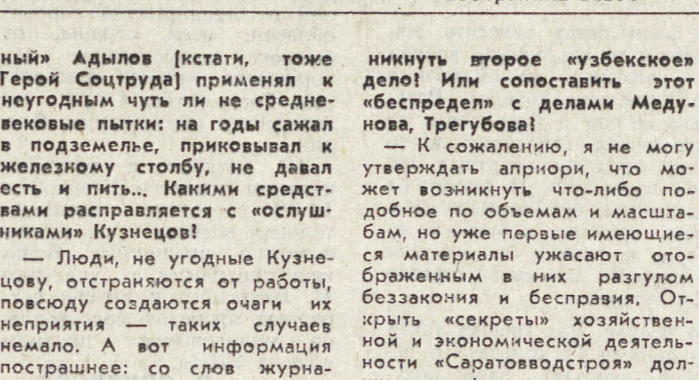 ный» Адылов (кстати, тоже
Герой Соцтруда) применял к
неугодным чуть ли не средне-
вековые пытки: на годы сажал
в подземелье, приковывал к
железному столбу, не давал
есть и пить... Какими средст-
вами расправляется с «ослуш-
никами» Кузнецов?
— Люди, не угодные Кузне-
цову, отстраняются от работы,
повсюду создаются очаги их
неприятия — таких случаев
немало. А вот информация
пострашнее: со слов журна-
никнуть второе «узбекское»
дело? Или сопоставить этот
«беспредел» с делами Меду-
нова, Трегубова?
— К сожалению, я не могу
утверждать априори, что мо-
жет возникнуть что-либо по-
добное по объемам и масшта-
бам, но уже первые имеющие-
ся материалы ужасают ото-
браженным в них разгулом
беззакония и бесправия. От-
крыть «секреты» хозяйствен-
ной и экономической деятель-
ности «Саратовводстроя» дол-